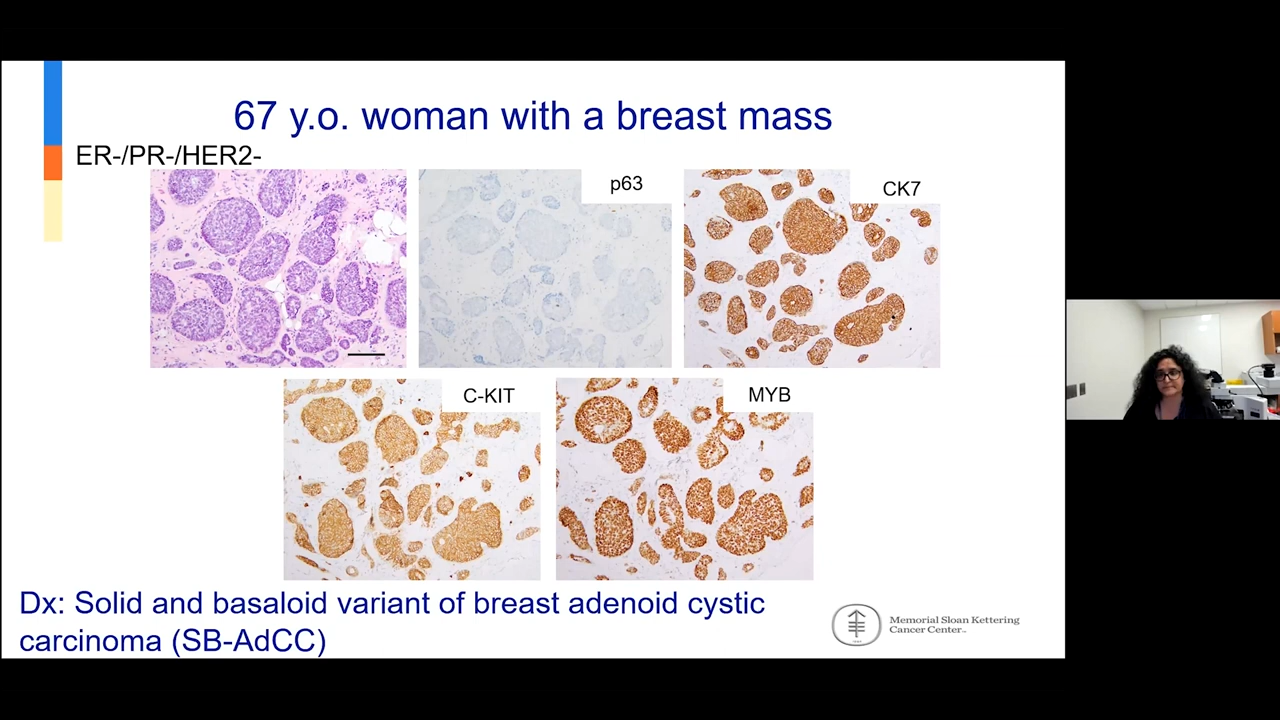 67 y.o. woman with a breast mass
ER-/PR-/HER2-
p63
CK7
C-KIT
MYB
Dx: Solid and basaloid variant of breast adenoid cystic
carcinoma (SB-AdCC)
Memorial Sloan Kettering
Cancer Center